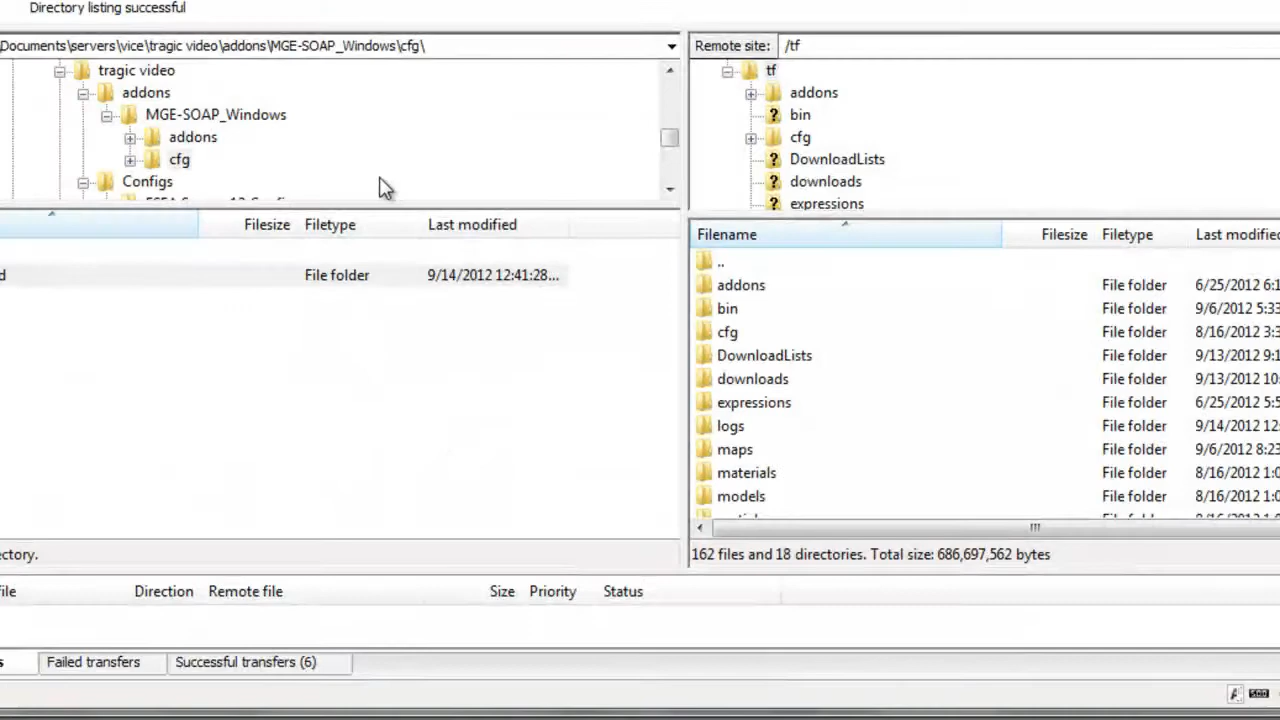 Directory listing successful
Documents\servers\vice\tragic video\addons\MGE-SOAP_Windows\cfg\
tragic video
addons
MGE-SOAP_Windows
addons
cfg
Configs
Filesize Filetype Last modified
d File folder 9/14/2012 12:41:28...
ectory.
Remote site: /tf
tf
addons
bin
cfg
DownloadLists
downloads
expressions
Filename Filesize Filetype Last modified
..
addons File folder 6/25/2012 6:1
bin File folder 9/6/2012 5:33
cfg File folder 8/16/2012 3:3
DownloadLists File folder 9/13/2012 9:1
downloads File folder 9/13/2012 10:
expressions File folder 6/25/2012 5:5
logs File folder 9/14/2012 12:
maps File folder 9/6/2012 8:23
materials File folder 8/16/2012 1:0
models File folder 8/16/2012 1:0
162 files and 18 directories. Total size: 686,697,562 bytes
file Direction Remote file Size Priority Status
s Failed transfers Successful transfers (6)